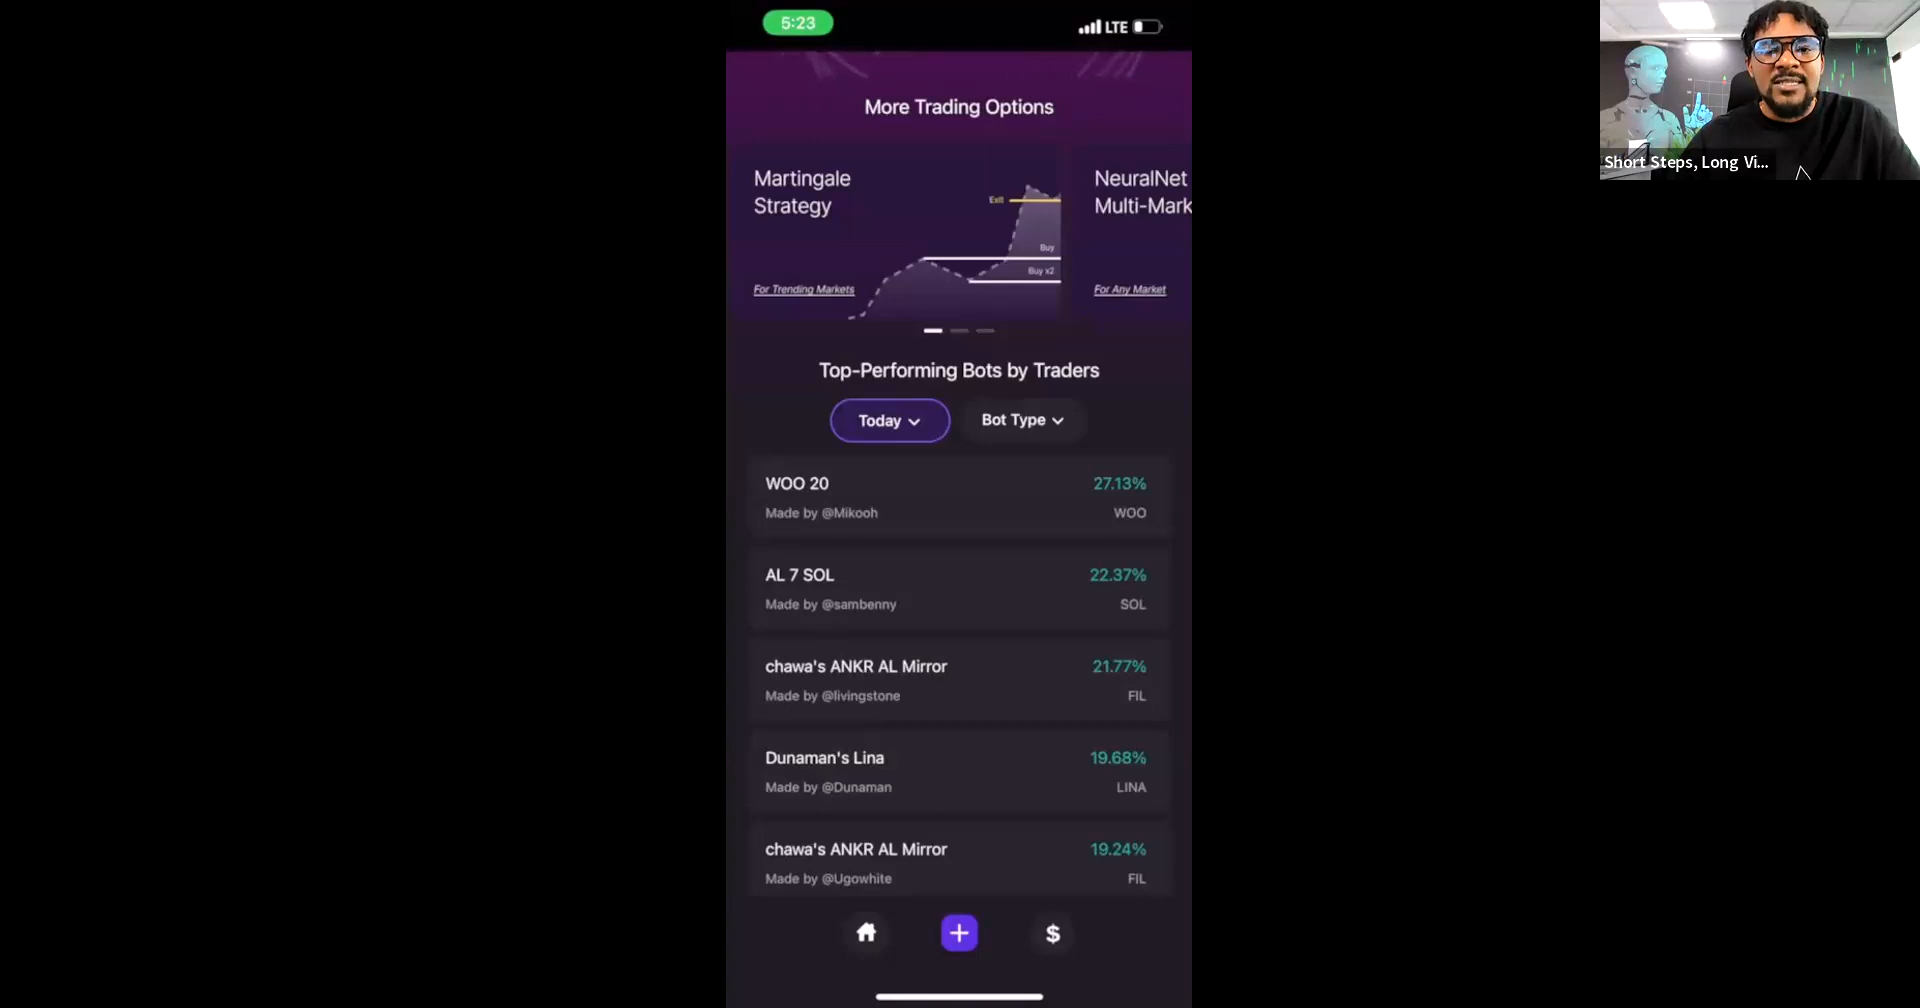 5:23
LTE
More Trading Options
Martingale
Strategy
Exit
Buy
Buy x2
For Trending Markets
NeuralNet
Multi-Mark
For Any Market
Top-Performing Bots by Traders
Today
Bot Type
WOO 20
27.13%
Made by @Mikooh
WOO
AL 7 SOL
22.37%
Made by @sambenny
SOL
chawa's ANKR AL Mirror
21.77%
Made by @livingstone
FIL
Dunaman's Lina
19.68%
Made by @Dunaman
LINA
chawa's ANKR AL Mirror
19.24%
Made by @Ugowhite
FIL
$
Short Steps, Long Vi...